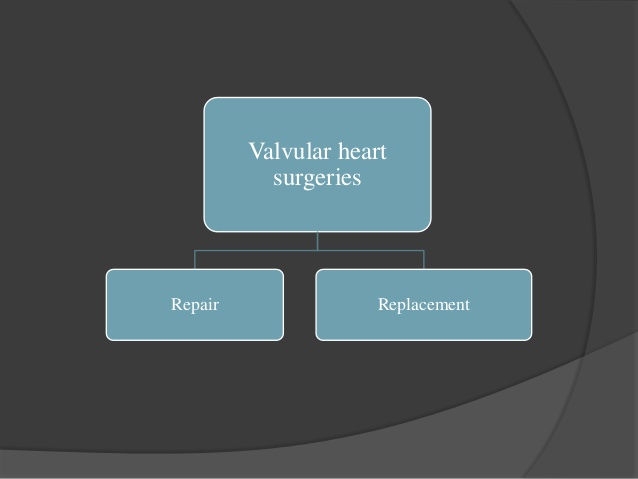 Valvular heart
surgeries
Repair
Replacement